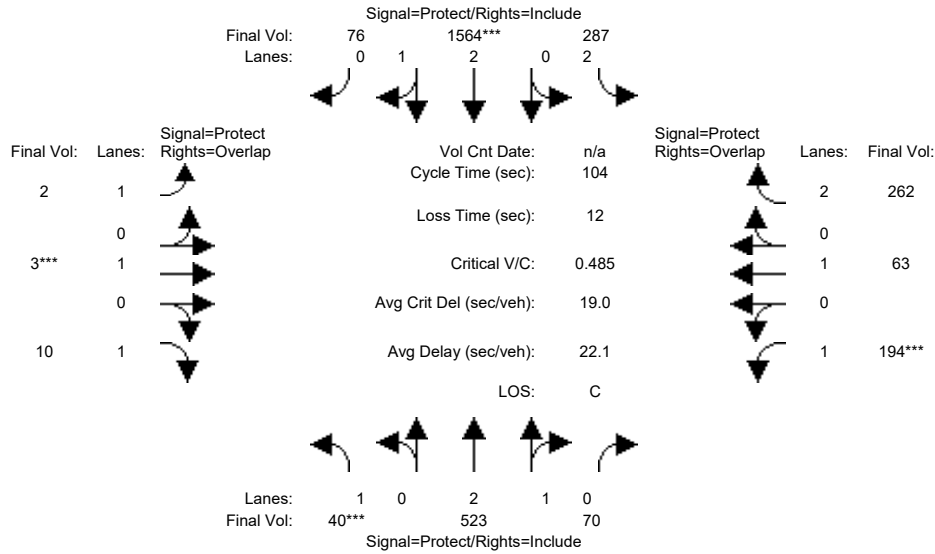 Signal=Protect/Rights=Include
Final Vol: 76 1564*** 287
Lanes: 0 1 2 0 2
Signal=Protect
Final Vol: Lanes: Rights=Overlap
Vol Cnt Date: n/a
Signal=Protect
Rights=Overlap Lanes: Final Vol:
Cycle Time (sec): 104
2 1
2 262
Loss Time (sec): 12
0
0
3*** 1
Critical V/C: 0.485
1 63
0
Avg Crit Del (sec/veh): 19.0
0
10 1
Avg Delay (sec/veh): 22.1
1 194***
LOS: C
Lanes: 1 0 2 1 0
Final Vol: 40*** 523 70
Signal=Protect/Rights=Include